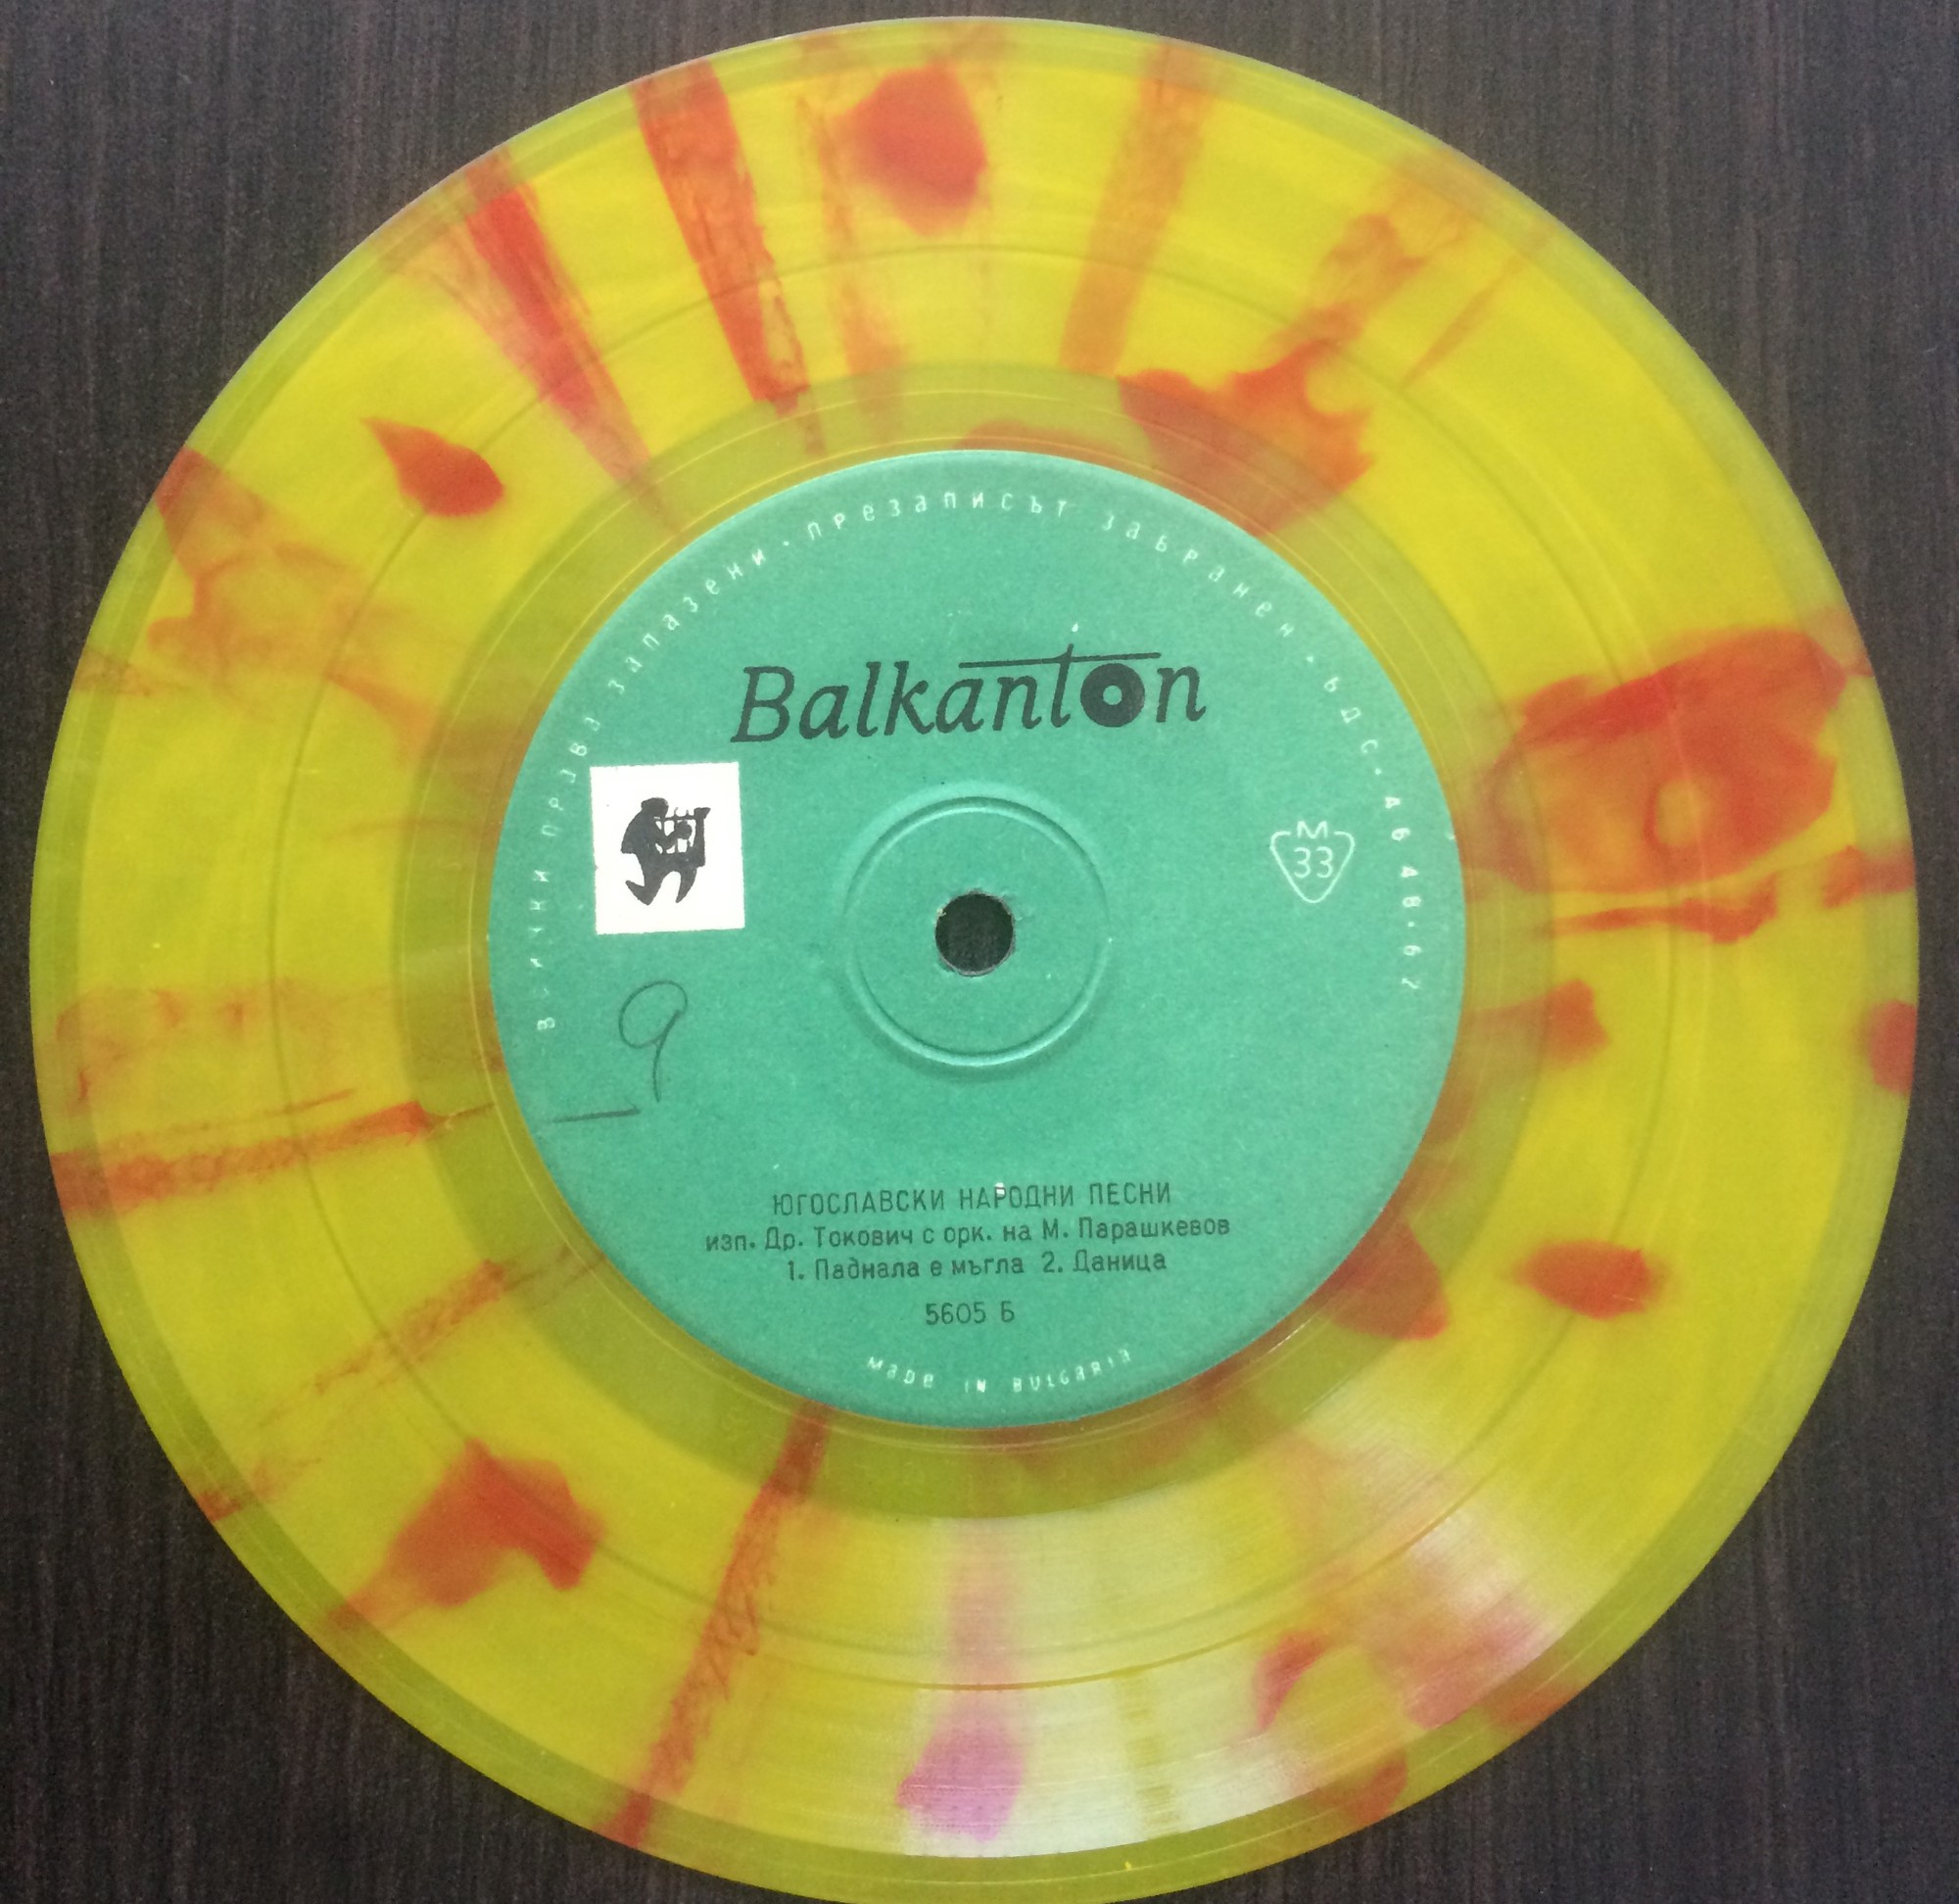 всички права запазени · презаписът забранен · БДС · 4648·62
Balkanton
M
33
9
ЮГОСЛАВСКИ НАРОДНИ ПЕСНИ
изп. Др. Токович с орк. на М. Парашкевов
1. Паднала е мъгла 2. Даница
5605 Б
MaDe IN BULGaRIa